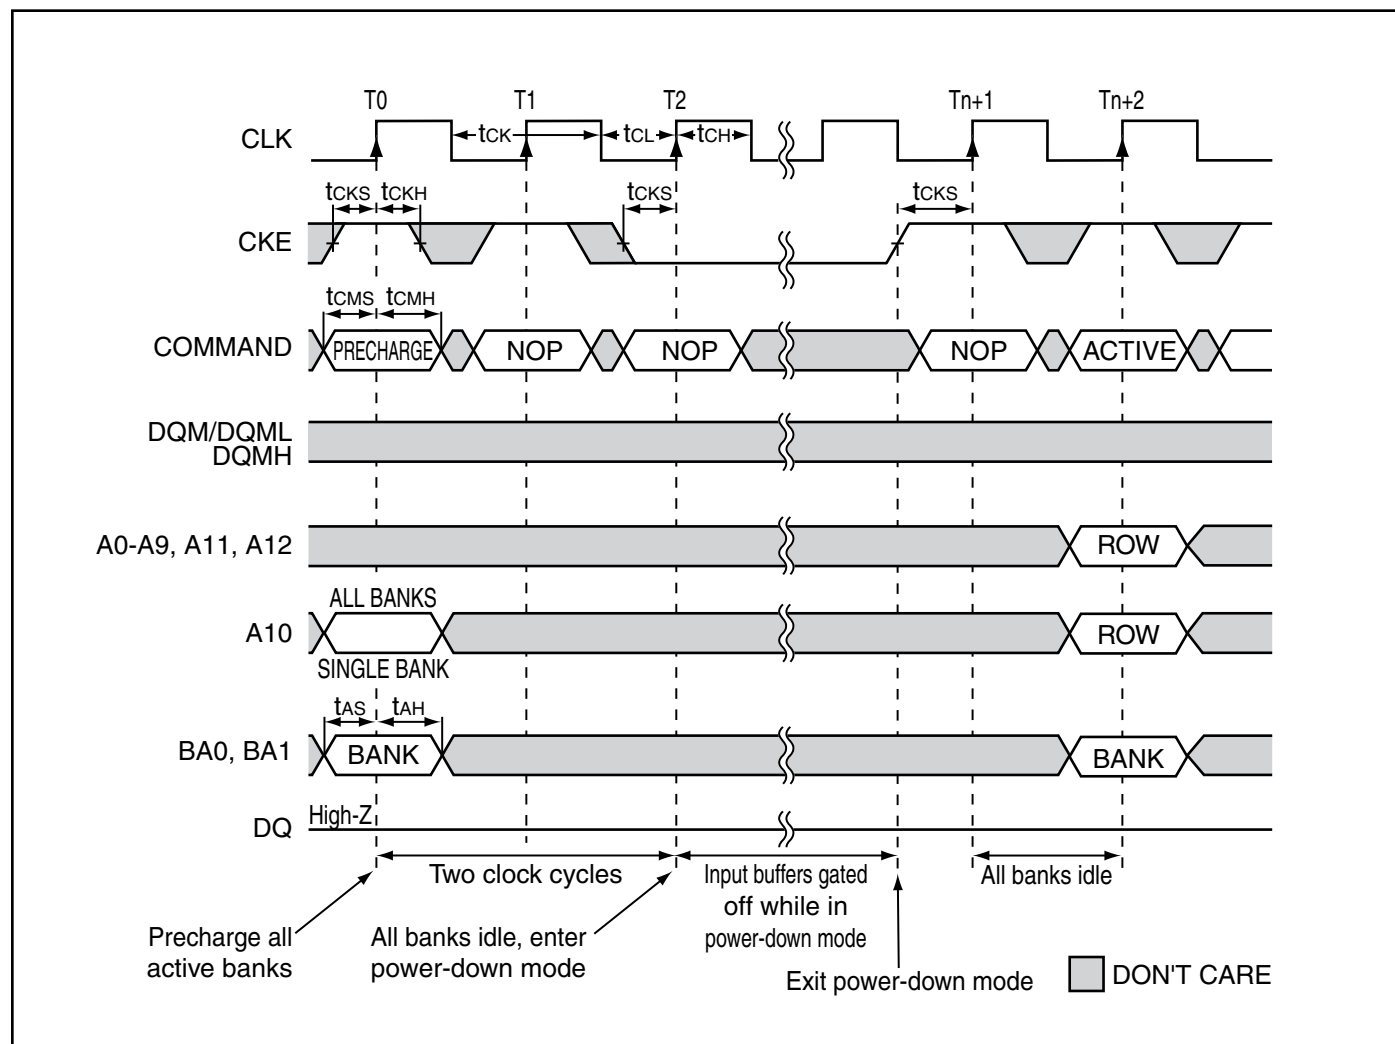 T0 T1 T2 Tn+1 Tn+2
CLK tCK tCL tCH
tCKS tCKH tCKS tCKS
CKE
tCMS tCMH
COMMAND PRECHARGE NOP NOP NOP ACTIVE
DQM/DQML
DQMH
A0-A9, A11, A12 ROW
ALL BANKS
A10 ROW
SINGLE BANK
tAS tAH
BA0, BA1 BANK BANK
High-Z
DQ
Two clock cycles
Input buffers gated
off while in
power-down mode
All banks idle
Precharge all
active banks
All banks idle, enter
power-down mode
Exit power-down mode
DON'T CARE